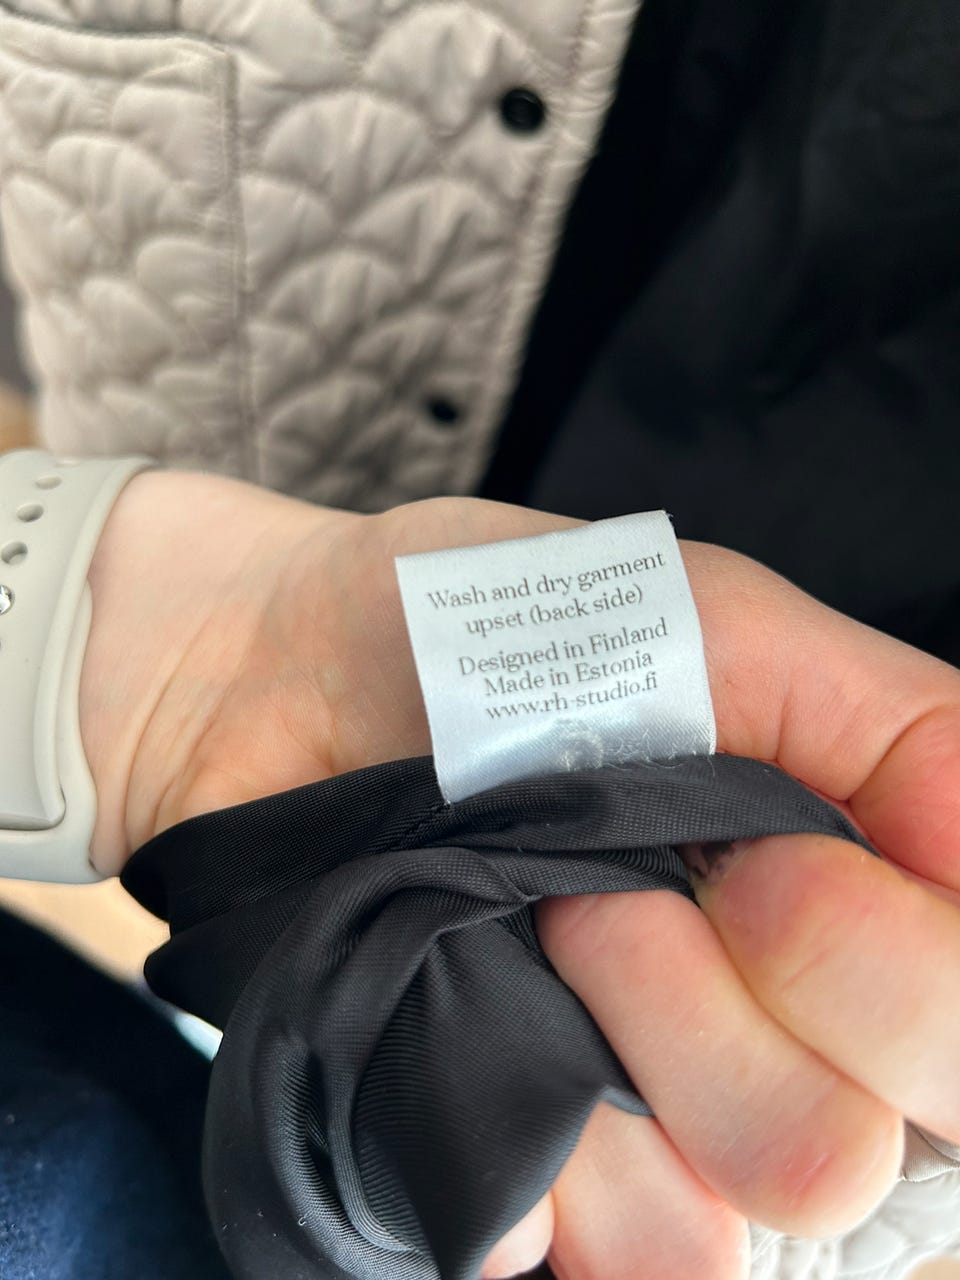 Wash and dry garment
upset (back side)
Designed in Finland
Made in Estonia
www.rh-studio.fi